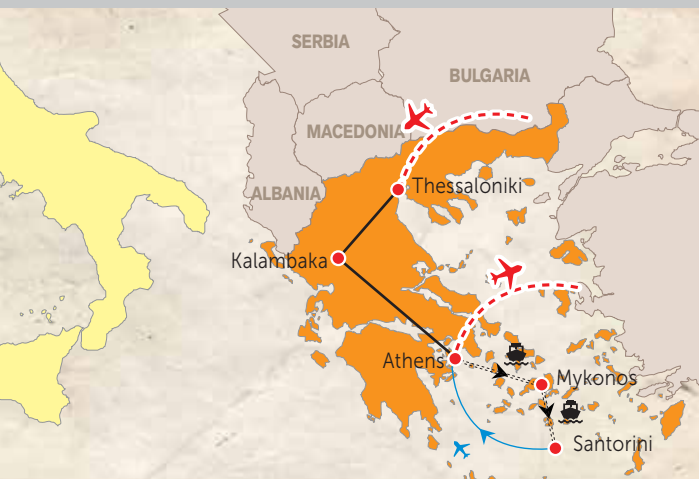 SERBIA
BULGARIA
MACEDONIA
ALBANIA
Thessaloniki
Kalambaka
Athens
Mykonos
Santorini